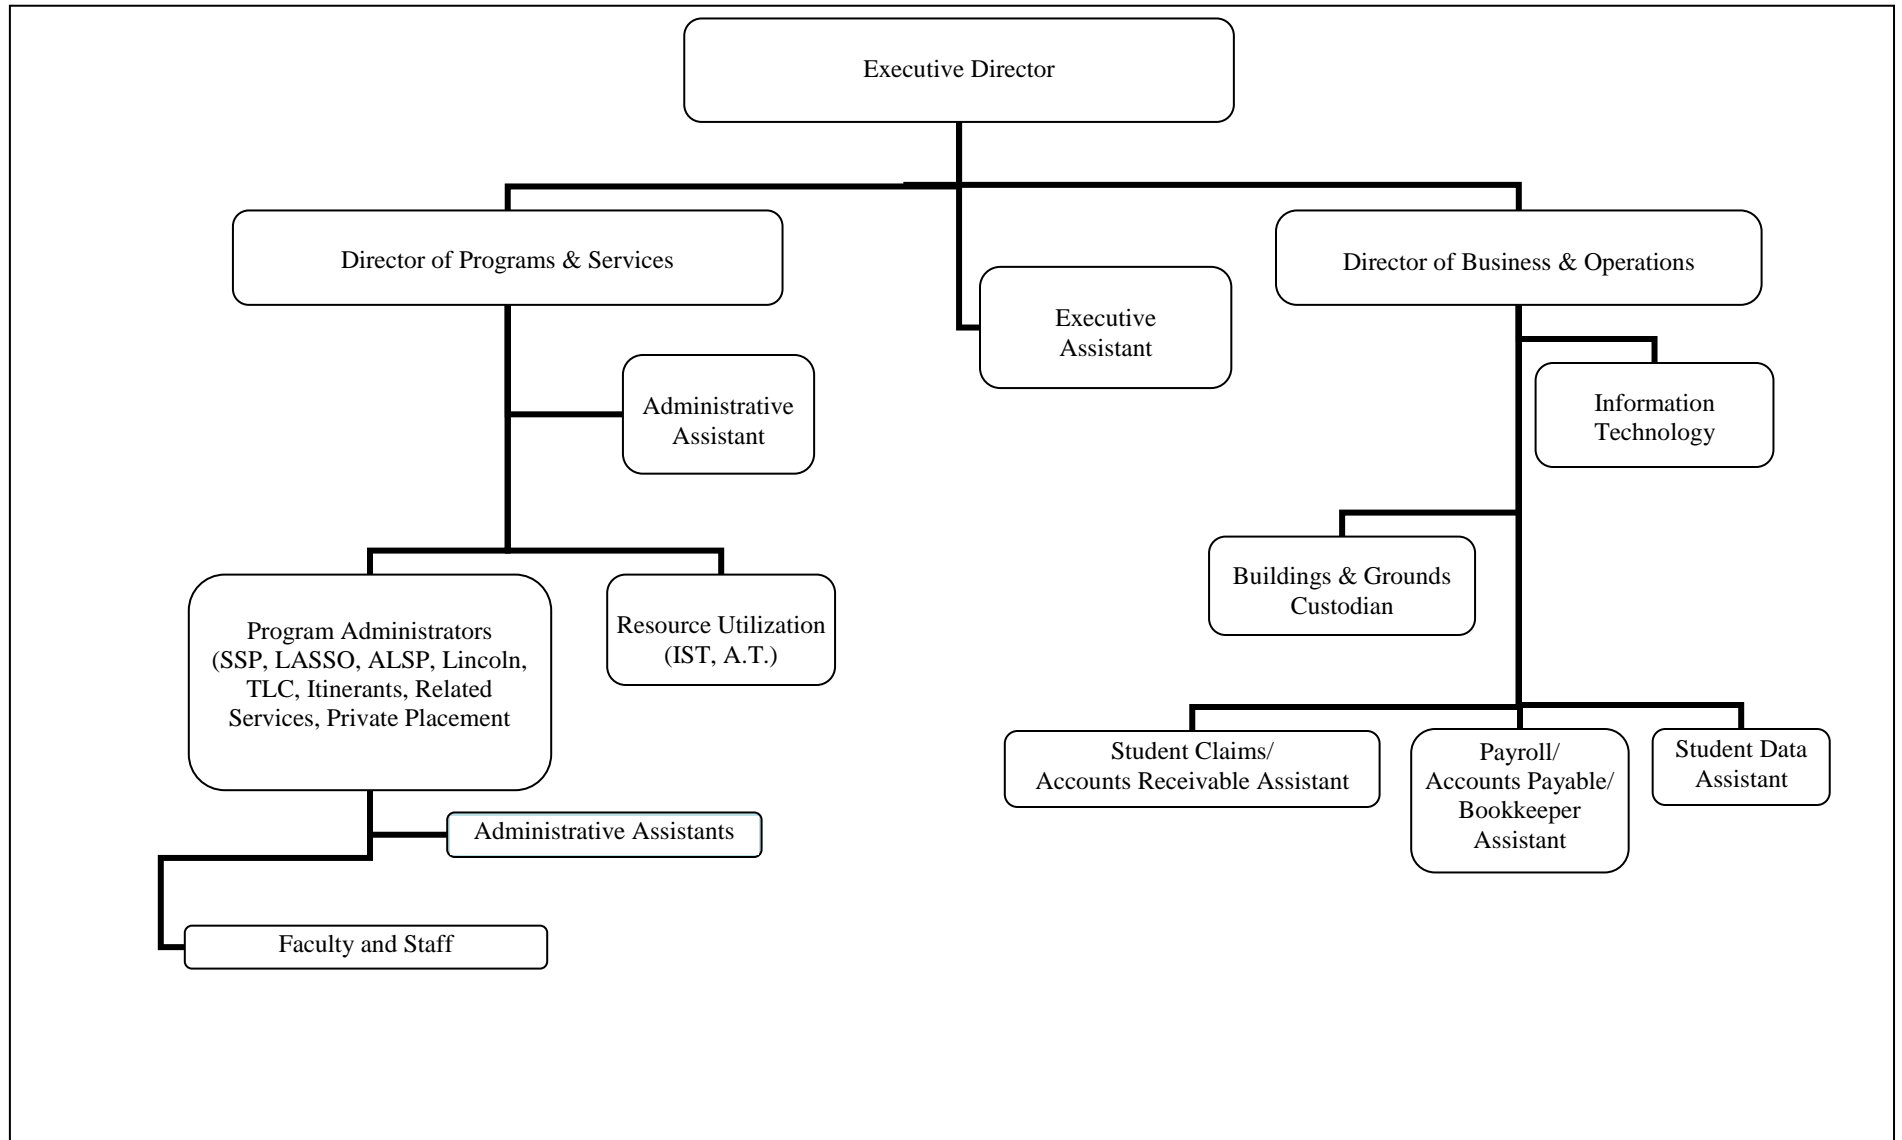 Executive Director
Director of Programs & Services
Director of Business & Operations
Executive
Assistant
Administrative
Assistant
Information
Technology
Buildings & Grounds
Custodian
Program Administrators
(SSP, LASSO, ALSP, Lincoln,
TLC, Itinerants, Related
Services, Private Placement
Resource Utilization
(IST, A.T.)
Student Claims/
Accounts Receivable Assistant
Payroll/
Accounts Payable/
Bookkeeper
Assistant
Student Data
Assistant
Administrative Assistants
Faculty and Staff